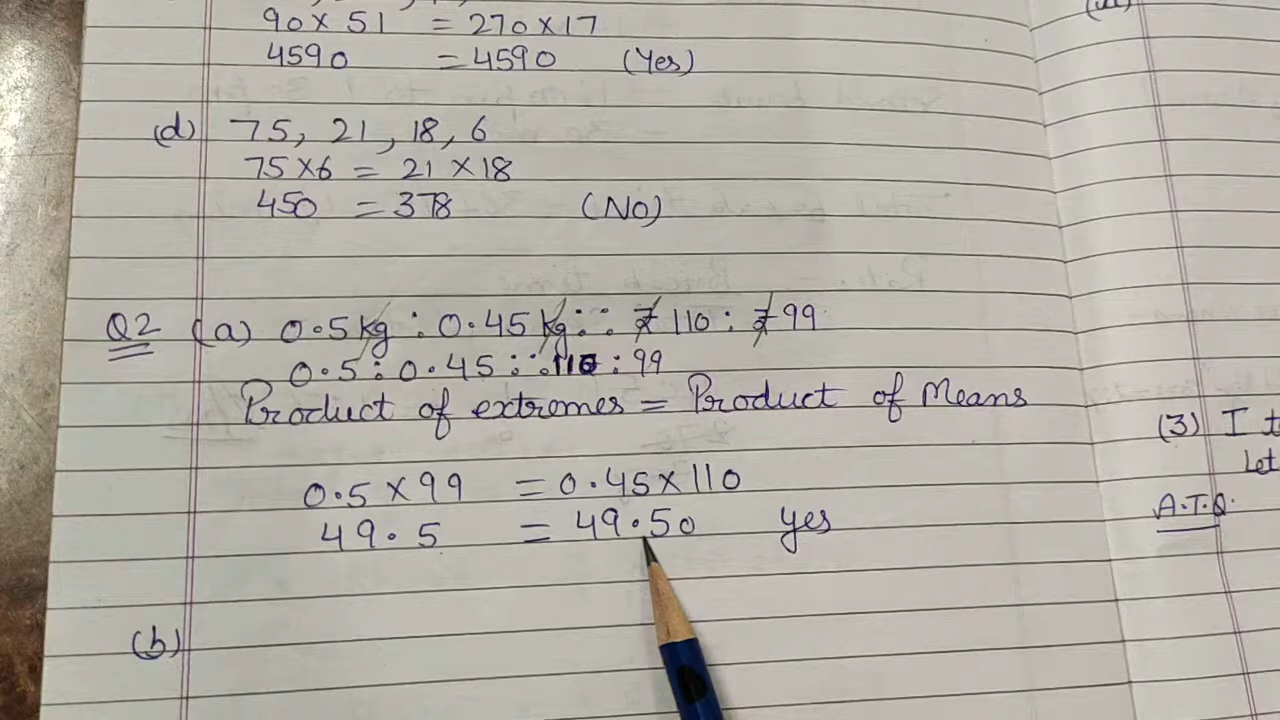 90 × 51 = 270 × 17
4590 = 4590 (Yes)
(d) 75, 21, 18, 6
75 × 6 = 21 × 18
450 = 378 (NO)
Q2 (a) 0.5 kg : 0.45 kg :: ₹ 110 : ₹ 99
0.5 : 0.45 :: 110 : 99
Product of extremes = Product of Means
0.5 × 99 = 0.45 × 110
49.5 = 49.50 yes
(b)
(3) I t
Let
A.T.Q.